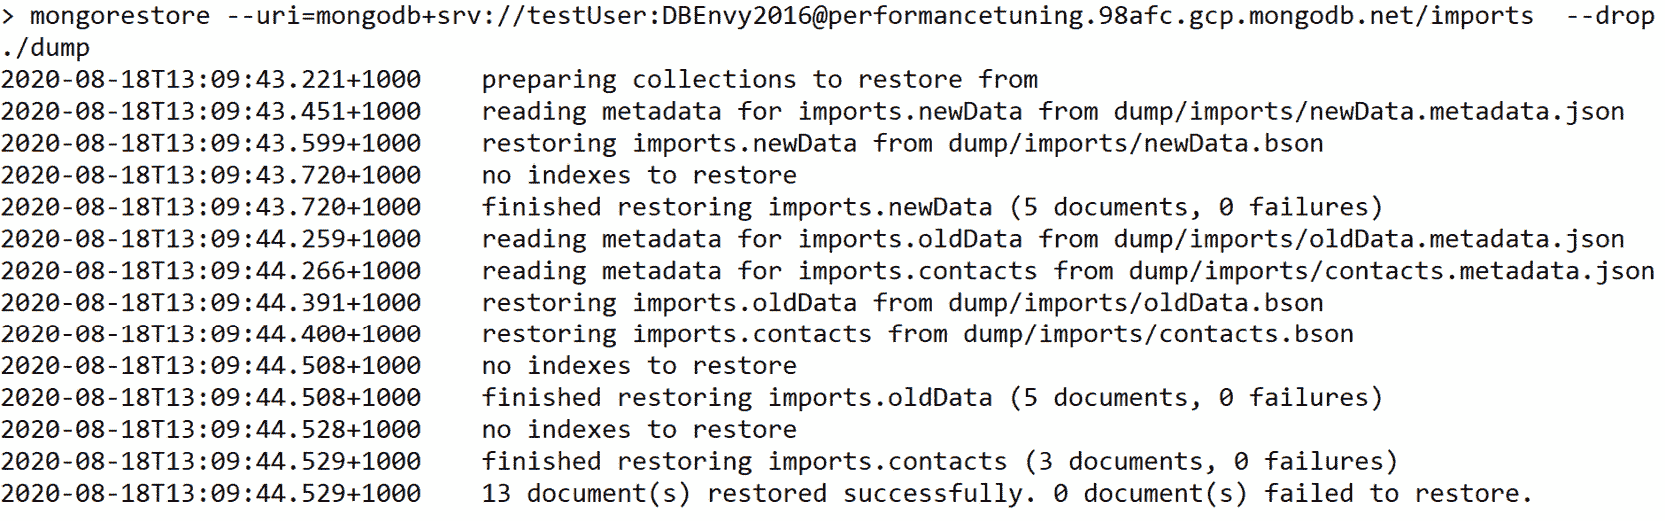 > mongorestore --uri=mongodb+srv://testUser:DBEnvy2016@performancetuning.98afc.gcp.mongodb.net/imports  --drop
./dump
2020-08-18T13:09:43.221+1000    preparing collections to restore from
2020-08-18T13:09:43.451+1000    reading metadata for imports.newData from dump/imports/newData.metadata.json
2020-08-18T13:09:43.599+1000    restoring imports.newData from dump/imports/newData.bson
2020-08-18T13:09:43.720+1000    no indexes to restore
2020-08-18T13:09:43.720+1000    finished restoring imports.newData (5 documents, 0 failures)
2020-08-18T13:09:44.259+1000    reading metadata for imports.oldData from dump/imports/oldData.metadata.json
2020-08-18T13:09:44.266+1000    reading metadata for imports.contacts from dump/imports/contacts.metadata.json
2020-08-18T13:09:44.391+1000    restoring imports.oldData from dump/imports/oldData.bson
2020-08-18T13:09:44.400+1000    restoring imports.contacts from dump/imports/contacts.bson
2020-08-18T13:09:44.508+1000    no indexes to restore
2020-08-18T13:09:44.508+1000    finished restoring imports.oldData (5 documents, 0 failures)
2020-08-18T13:09:44.528+1000    no indexes to restore
2020-08-18T13:09:44.529+1000    finished restoring imports.contacts (3 documents, 0 failures)
2020-08-18T13:09:44.529+1000    13 document(s) restored successfully. 0 document(s) failed to restore.